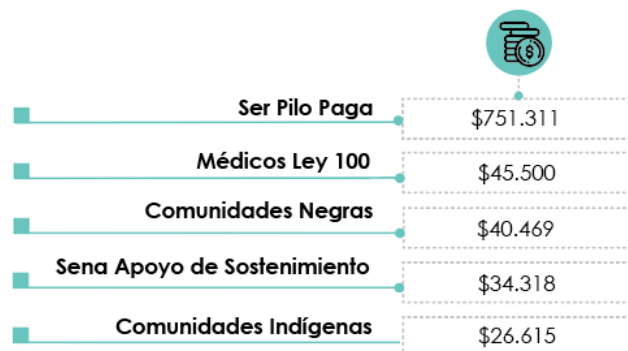 Ser Pilo Paga
$751.311
Médicos Ley 100
$45.500
Comunidades Negras
$40.469
Sena Apoyo de Sostenimiento
$34.318
Comunidades Indígenas
$26.615